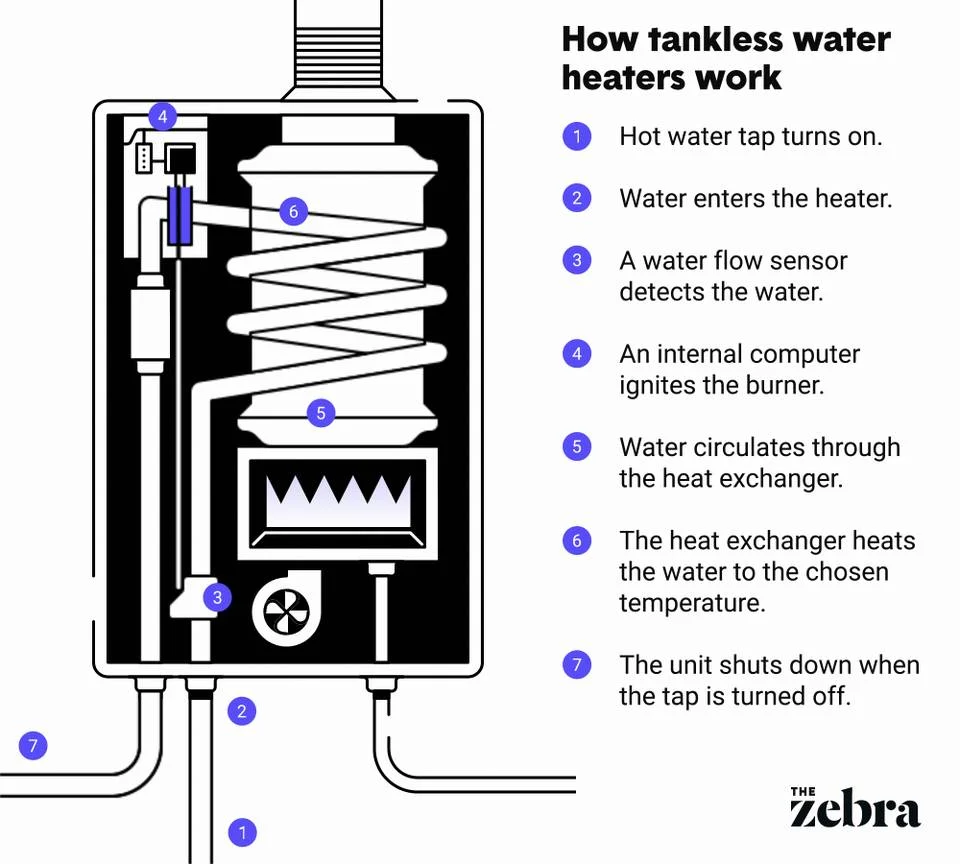 How tankless water
heaters work
1 Hot water tap turns on.
2 Water enters the heater.
3 A water flow sensor
detects the water.
4 An internal computer
ignites the burner.
5 Water circulates through
the heat exchanger.
6 The heat exchanger heats
the water to the chosen
temperature.
7 The unit shuts down when
the tap is turned off.
4
6
5
3
2
7
1
THE
zebra